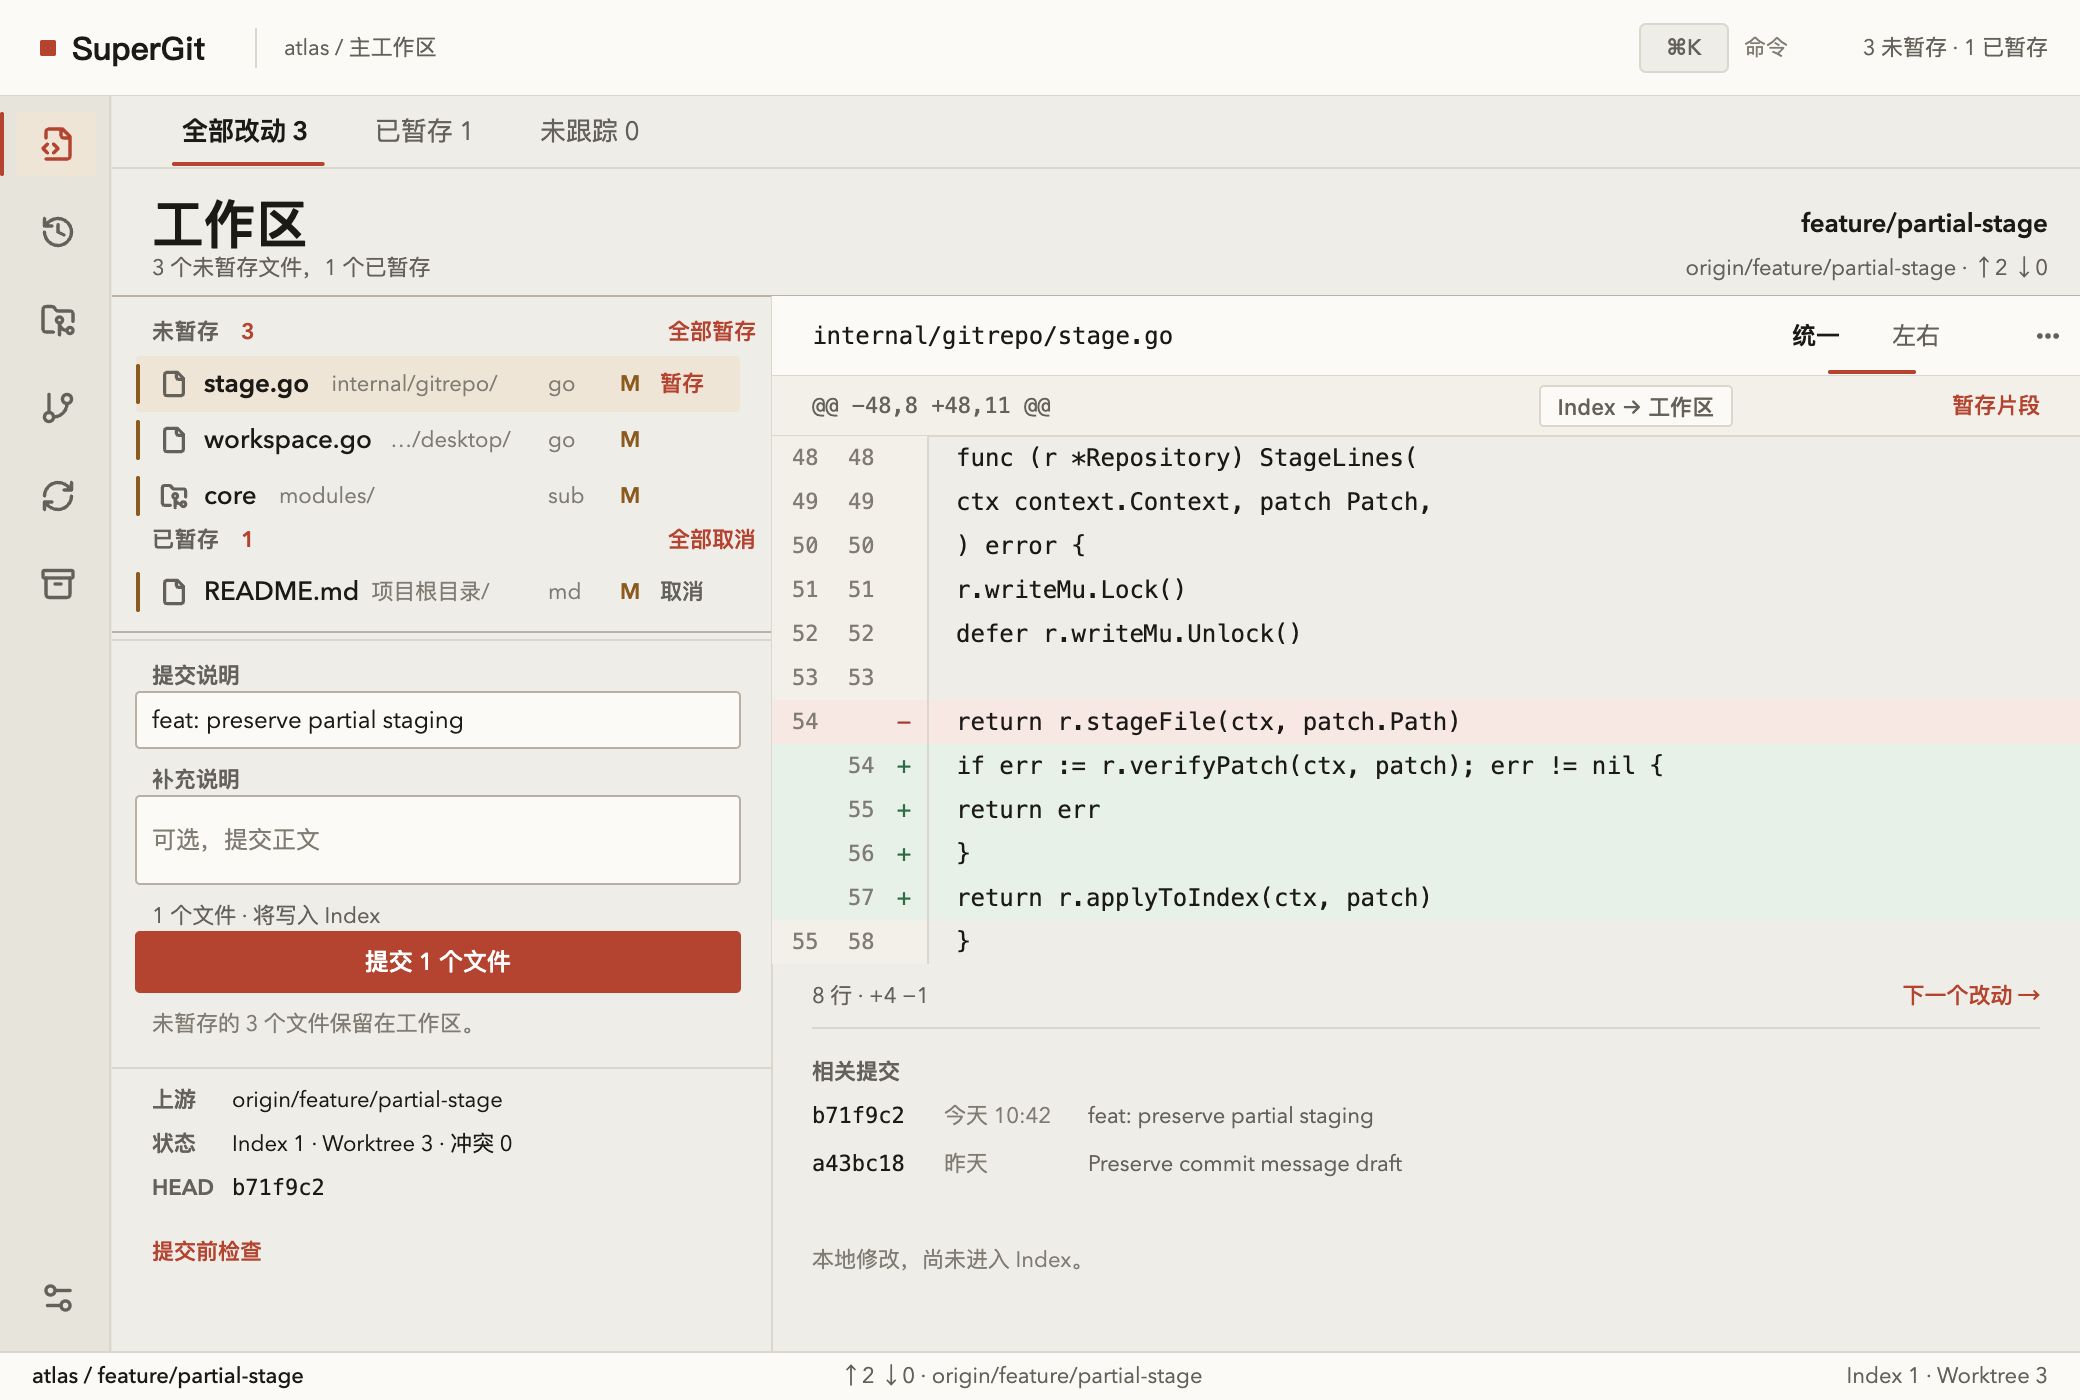 SuperGit
atlas / 主工作区
⌘K 命令
3 未暂存 · 1 已暂存
全部改动 3
已暂存 1
未跟踪 0
工作区
3 个未暂存文件，1 个已暂存
feature/partial-stage
origin/feature/partial-stage · ↑2 ↓0
未暂存 3 全部暂存
stage.go internal/gitrepo/ go M 暂存
workspace.go …/desktop/ go M
core modules/ sub M
已暂存 1 全部取消
README.md 项目根目录/ md M 取消
提交说明
feat: preserve partial staging
补充说明
可选，提交正文
1 个文件 · 将写入 Index
提交 1 个文件
未暂存的 3 个文件保留在工作区。
上游 origin/feature/partial-stage
状态 Index 1 · Worktree 3 · 冲突 0
HEAD b71f9c2
提交前检查
internal/gitrepo/stage.go
统一 左右
@@ −48,8 +48,11 @@
Index → 工作区
暂存片段
48 48 func (r *Repository) StageLines(
49 49 ctx context.Context, patch Patch,
50 50 ) error {
51 51 r.writeMu.Lock()
52 52 defer r.writeMu.Unlock()
53 53
54 − return r.stageFile(ctx, patch.Path)
54 + if err := r.verifyPatch(ctx, patch); err != nil {
55 + return err
56 + }
57 + return r.applyToIndex(ctx, patch)
55 58 }
8 行 · +4 −1
下一个改动 →
相关提交
b71f9c2 今天 10:42 feat: preserve partial staging
a43bc18 昨天 Preserve commit message draft
本地修改，尚未进入 Index。
atlas / feature/partial-stage
↑2 ↓0 · origin/feature/partial-stage
Index 1 · Worktree 3